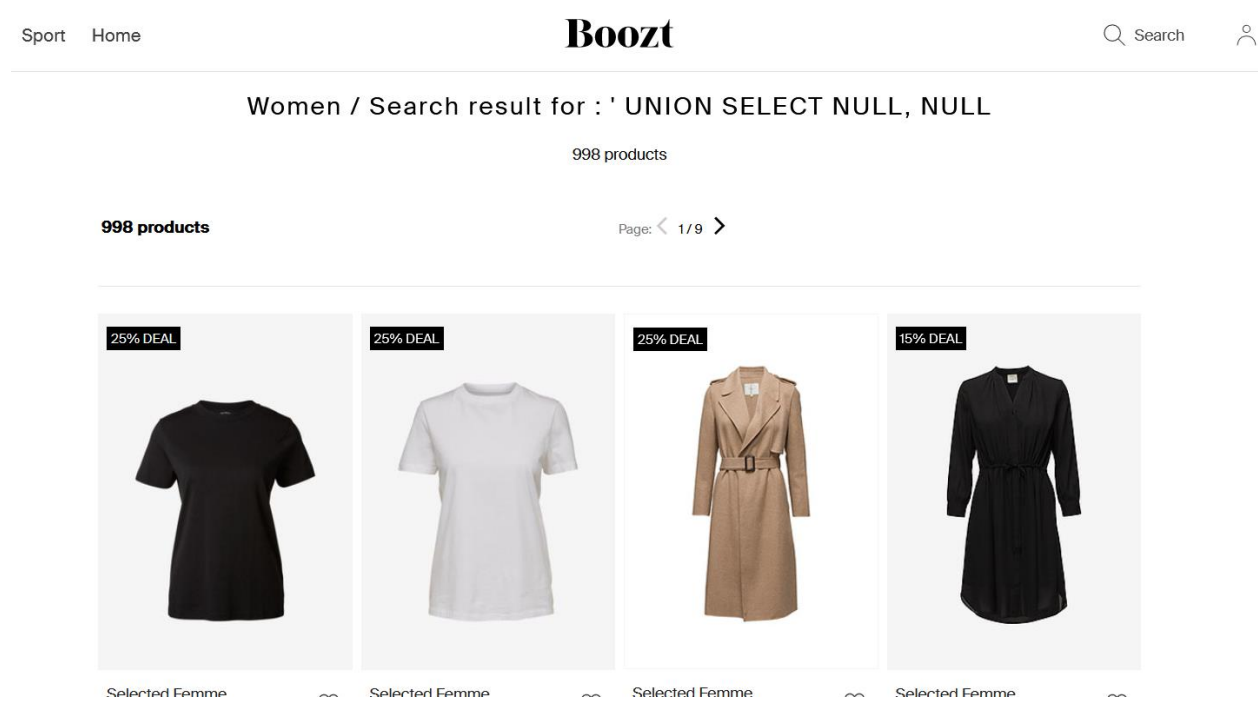 Sport Home Boozt Search
Women / Search result for : ' UNION SELECT NULL, NULL
998 products
998 products Page: 1 / 9
25% DEAL 25% DEAL 25% DEAL 15% DEAL
Selected Femme Selected Femme Selected Femme Selected Femme